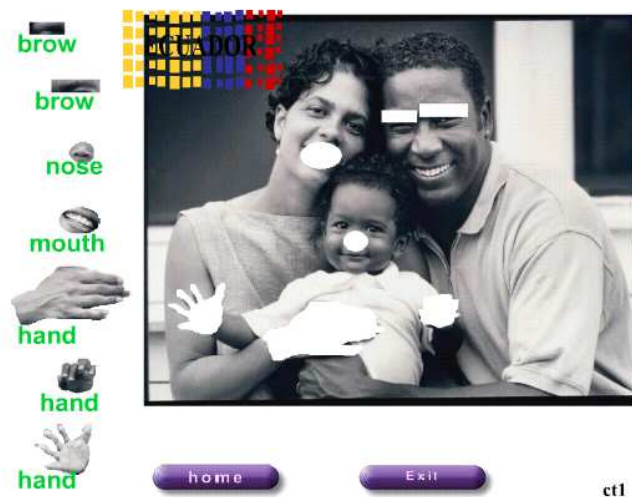 brow
brow
nose
mouth
hand
hand
hand
ECUADOR
home
Exit
ct1